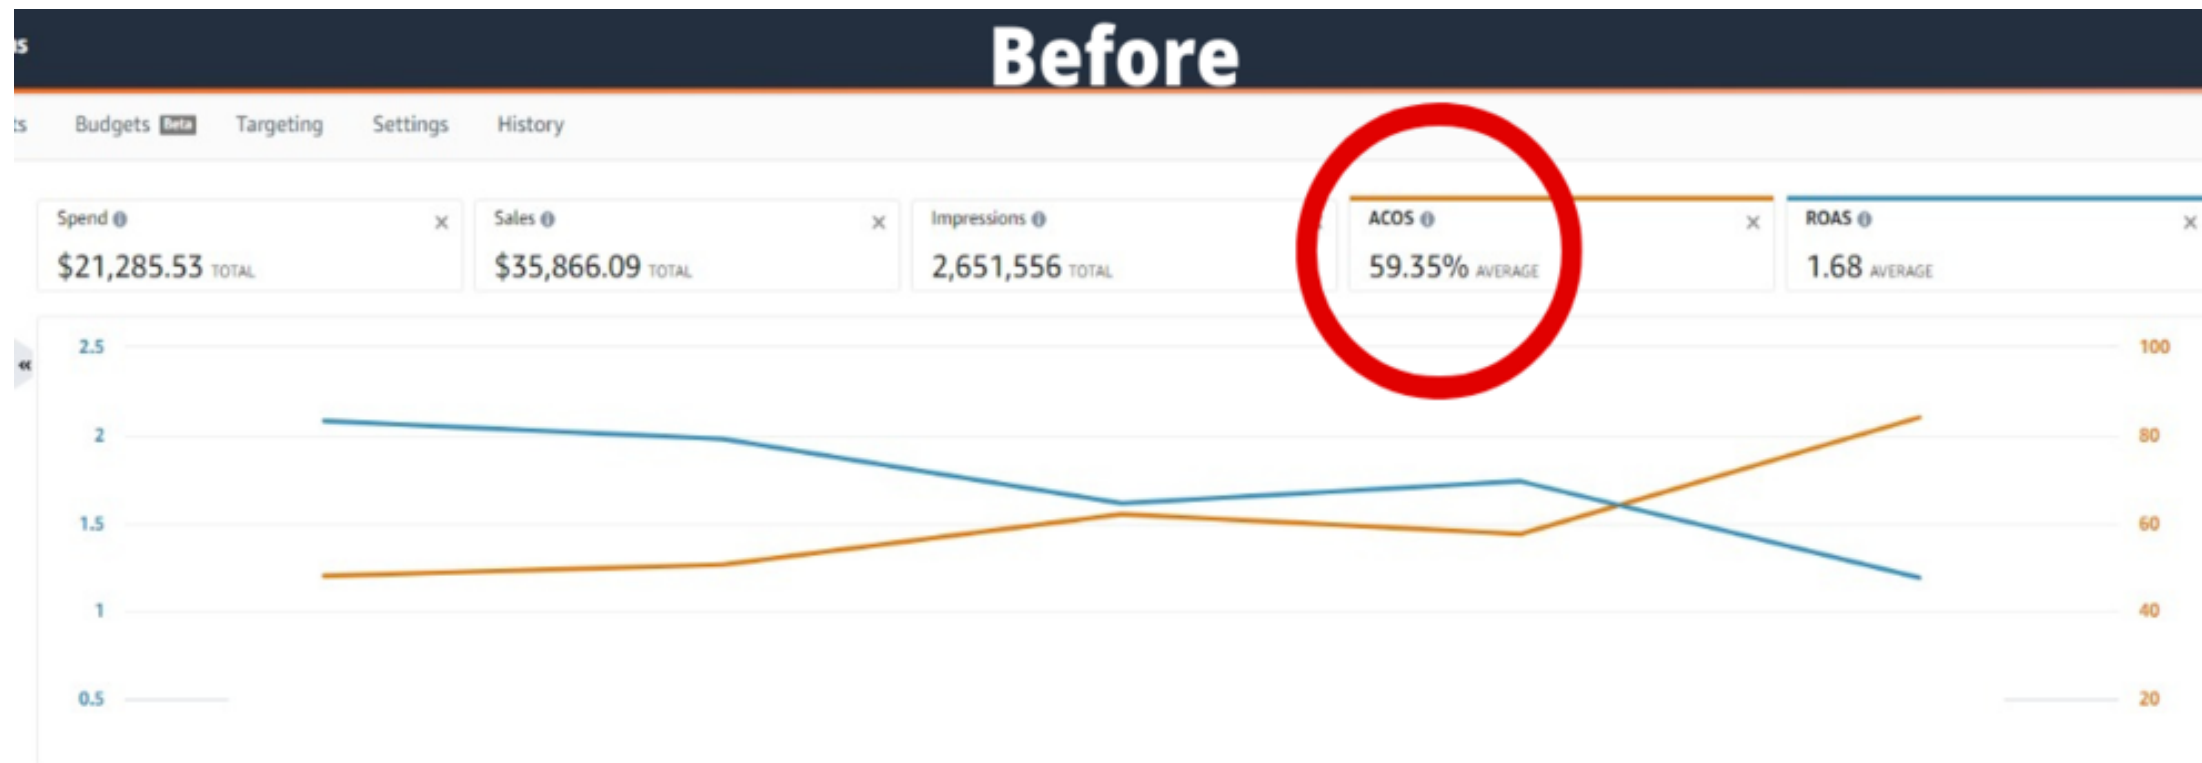 Before
Budgets Beta Targeting Settings History
Spend Sales Impressions ACOS ROAS
$21,285.53 TOTAL $35,866.09 TOTAL 2,651,556 TOTAL 59.35% AVERAGE 1.68 AVERAGE
2.5 100
2 80
1.5 60
1 40
0.5 20